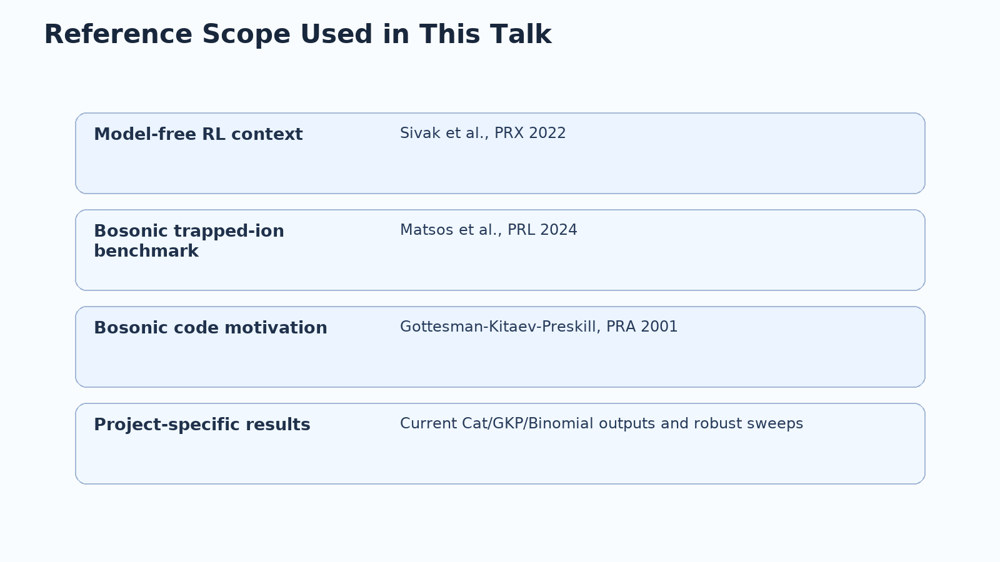 Reference Scope Used in This Talk
Model-free RL context
Sivak et al., PRX 2022
Bosonic trapped-ion
benchmark
Matsos et al., PRL 2024
Bosonic code motivation
Gottesman-Kitaev-Preskill, PRA 2001
Project-specific results
Current Cat/GKP/Binomial outputs and robust sweeps